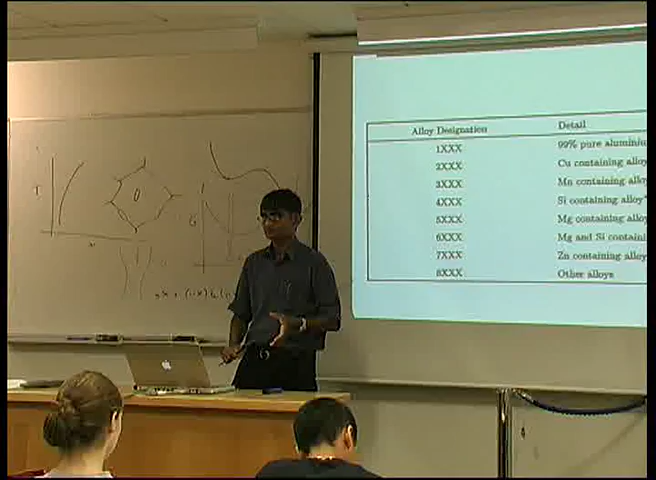 Alloy Designation Detail
1XXX 99% pure aluminiu
2XXX Cu containing alloy
3XXX Mn containing alloy
4XXX Si containing alloy
5XXX Mg containing alloy
6XXX Mg and Si containi
7XXX Zn containing alloy
8XXX Other alloys
T
G